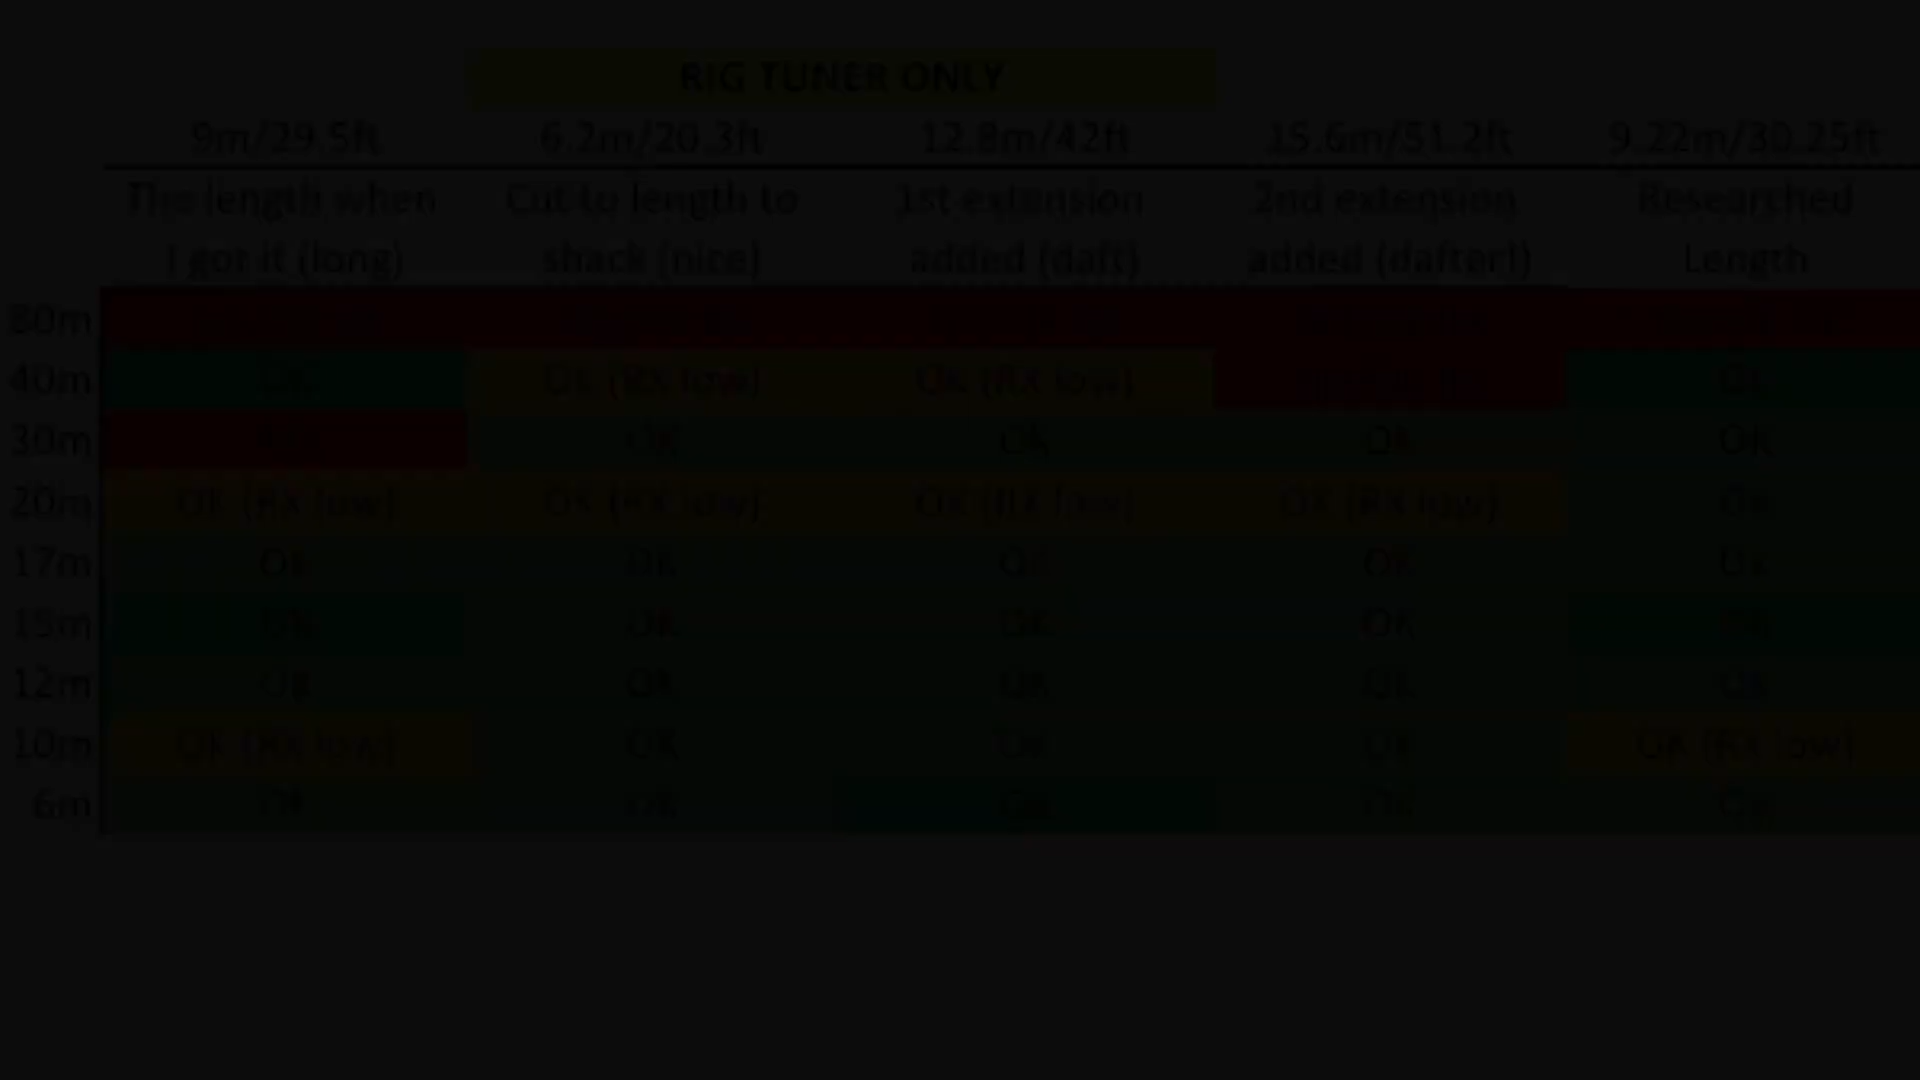 RIG TUNER ONLY
9m/29.5ft 6.2m/20.3ft 12.8m/42ft 15.6m/51.2ft 9.22m/30.25ft
The length when Cut to length to 1st extension 2nd extension Researched
I got it (long) shack (nice) added (daft) added (dafter!) Length
80m
40m OK OK (RX low) OK (RX low) OK
30m OK OK OK OK
20m OK (RX low) OK (RX low) OK (RX low) OK (RX low) OK
17m OK OK OK OK OK
15m OK OK OK OK OK
12m OK OK OK OK OK
10m OK (RX low) OK OK OK OK (RX low)
6m OK OK OK OK OK